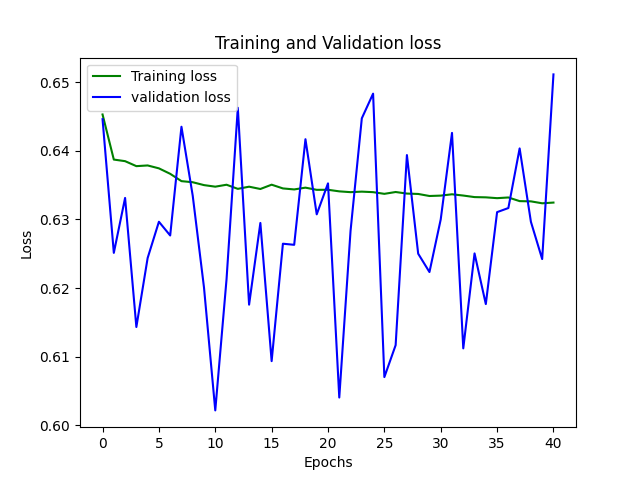 Training and Validation loss
Training loss
validation loss
0.65
0.64
0.63
0.62
0.61
0.60
Loss
0 5 10 15 20 25 30 35 40
Epochs